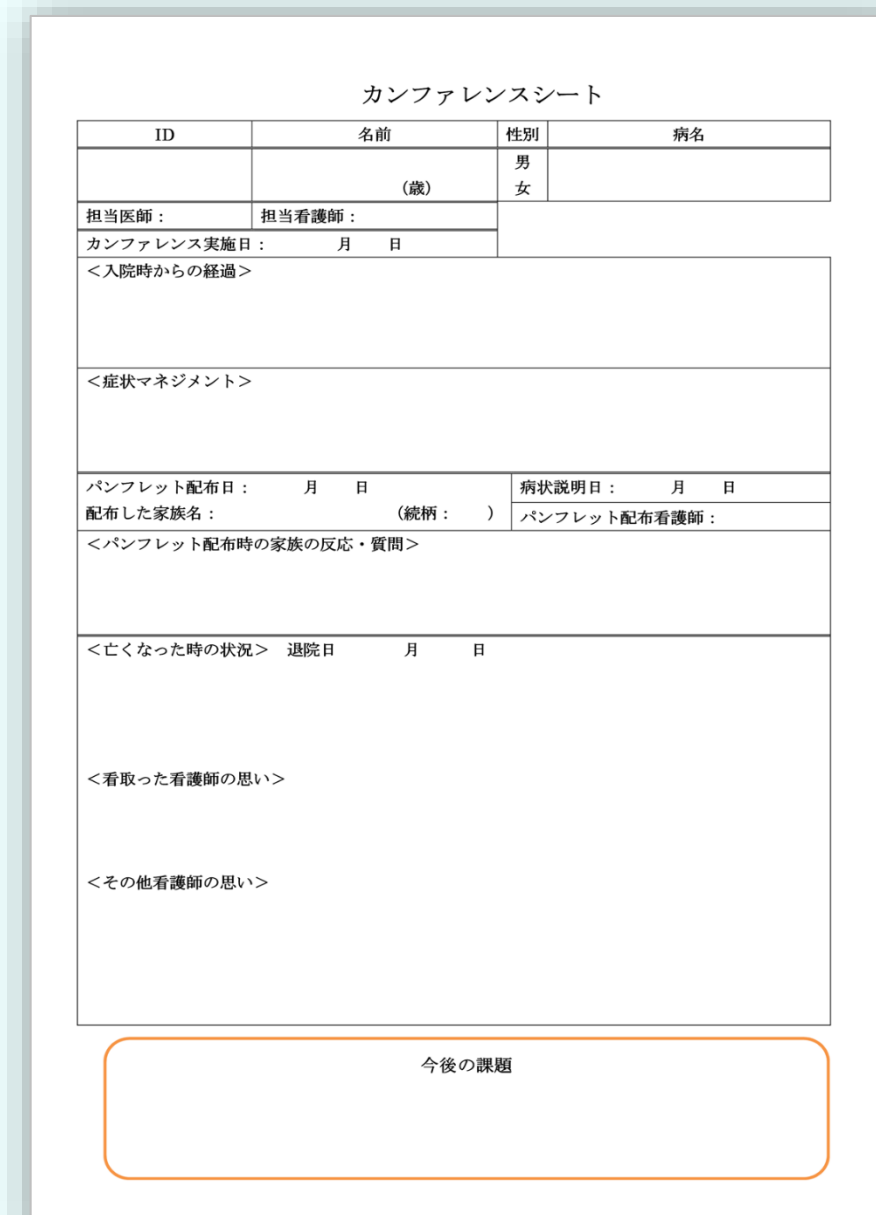 カンファレンスシート
ID 名前 性別 病名
男
(歳) 女
担当医師： 担当看護師：
カンファレンス実施日： 月 日
＜入院時からの経過＞
＜症状マネジメント＞
パンフレット配布日： 月 日 病状説明日： 月 日
配布した家族名： (続柄： ) パンフレット配布看護師：
＜パンフレット配布時の家族の反応・質問＞
＜亡くなった時の状況＞ 退院日 月 日
＜看取った看護師の思い＞
＜その他看護師の思い＞
今後の課題